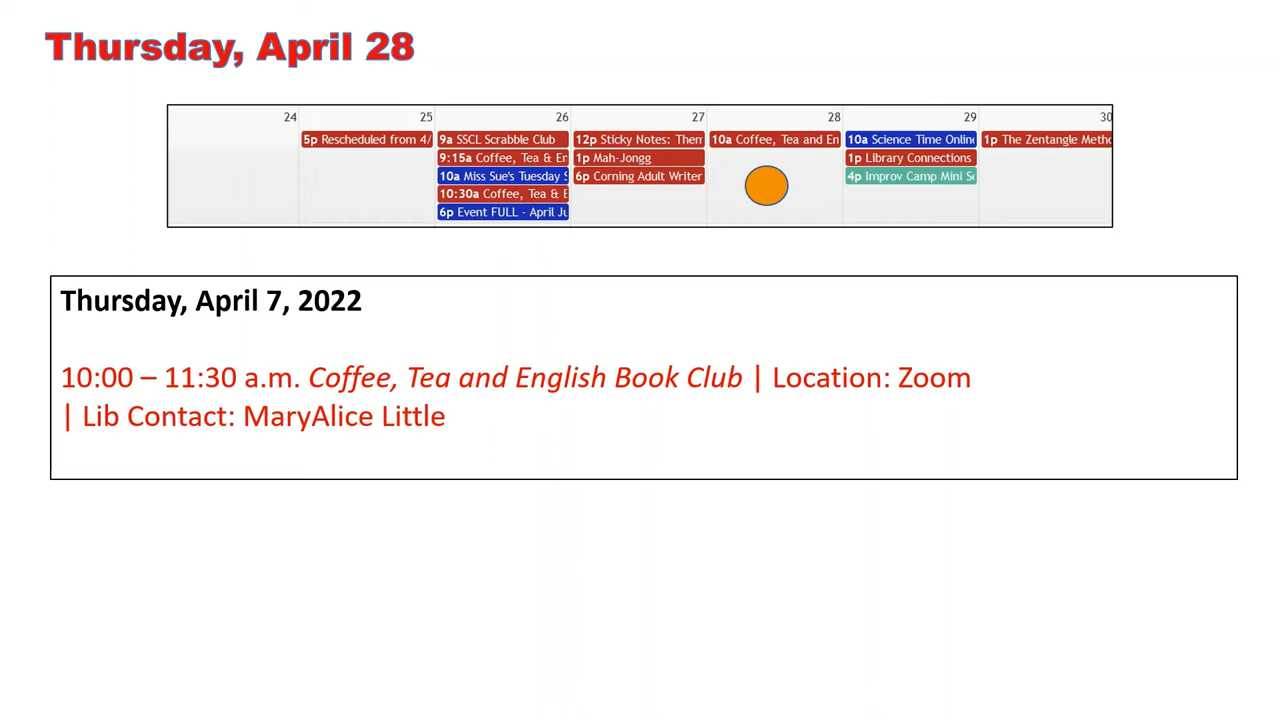 Thursday, April 28
24 25 26 27 28 29 30
5p Rescheduled from 4/ 9a SSCL Scrabble Club 12p Sticky Notes: Them 10a Coffee, Tea and En 10a Science Time Online 1p The Zentangle Metho
9:15a Coffee, Tea & En 1p Mah-Jongg 1p Library Connections
10a Miss Sue's Tuesday S 6p Corning Adult Writer 4p Improv Camp Mini Se
10:30a Coffee, Tea & E
6p Event FULL - April Ju
Thursday, April 7, 2022
10:00 – 11:30 a.m. Coffee, Tea and English Book Club | Location: Zoom
| Lib Contact: MaryAlice Little